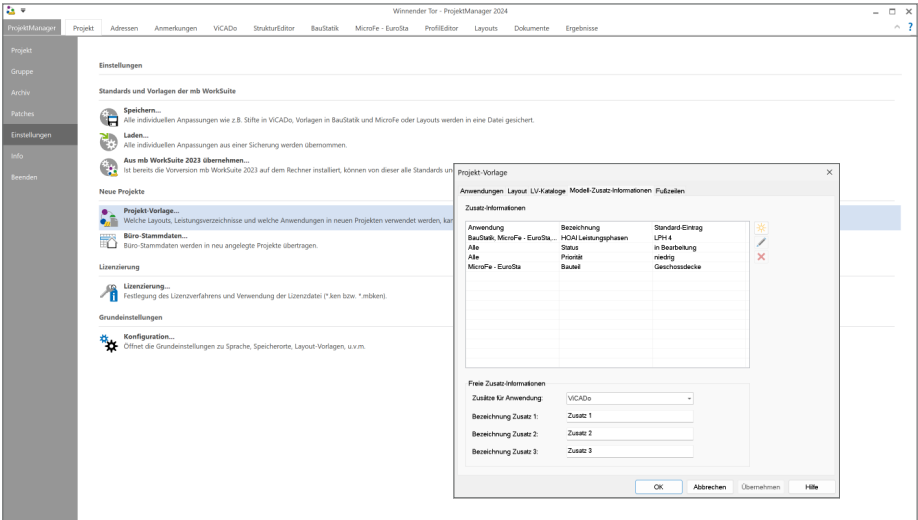 Winnender Tor - ProjektManager 2024
ProjektManager Projekt Adressen Anmerkungen ViCADo StrukturEditor BauStatik MicroFe - EuroSta ProfilEditor Layouts Dokumente Ergebnisse ?
Projekt
Gruppe
Archiv
Patches
Einstellungen
Info
Beenden
Einstellungen
Standards und Vorlagen der mb WorkSuite
Speichern...
Alle individuellen Anpassungen wie z.B. Stifte in ViCADo, Vorlagen in BauStatik und MicroFe oder Layouts werden in eine Datei gesichert.
Laden...
Alle individuellen Anpassungen aus einer Sicherung werden übernommen.
Aus mb WorkSuite 2023 übernehmen...
Ist bereits die Vorversion mb WorkSuite 2023 auf dem Rechner installiert, können von dieser alle Standards un
Neue Projekte
Projekt-Vorlage...
Welche Layouts, Leistungsverzeichnisse und welche Anwendungen in neuen Projekten verwendet werden, kan
Büro-Stammdaten...
Büro-Stammdaten werden in neu angelegte Projekte übertragen.
Lizenzierung
Lizenzierung...
Festlegung des Lizenzverfahrens und Verwendung der Lizenzdatei (*.ken bzw. *.mbken).
Grundeinstellungen
Konfiguration...
Öffnet die Grundeinstellungen zu Sprache, Speicherorte, Layout-Vorlagen, u.v.m.
Projekt-Vorlage
Anwendungen Layout LV-Kataloge Modell-Zusatz-Informationen Fußzeilen
Zusatz-Informationen
Anwendung Bezeichnung Standard-Eintrag
BauStatik, MicroFe - EuroSta,... HOAI Leistungsphasen LPH 4
Alle Status in Bearbeitung
Alle Priorität niedrig
MicroFe - EuroSta Bauteil Geschossdecke
Freie Zusatz-Informationen
Zusätze für Anwendung: ViCADo
Bezeichnung Zusatz 1: Zusatz 1
Bezeichnung Zusatz 2: Zusatz 2
Bezeichnung Zusatz 3: Zusatz 3
OK Abbrechen Übernehmen Hilfe